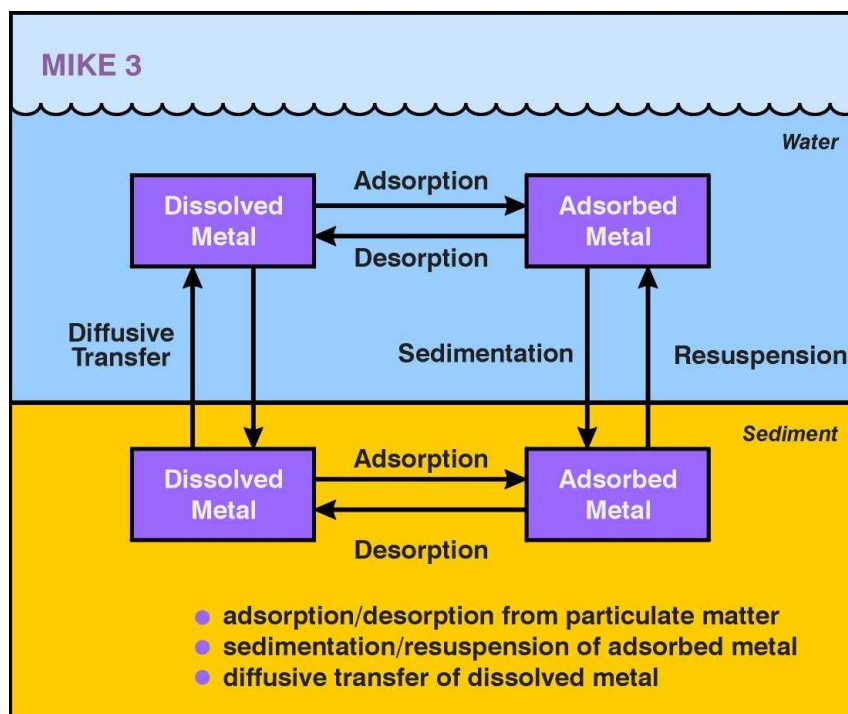 MIKE 3
Water
Dissolved
Metal
Adsorption
Desorption
Adsorbed
Metal
Diffusive
Transfer
Sedimentation
Resuspension
Sediment
Dissolved
Metal
Adsorption
Desorption
Adsorbed
Metal
adsorption/desorption from particulate matter
sedimentation/resuspension of adsorbed metal
diffusive transfer of dissolved metal